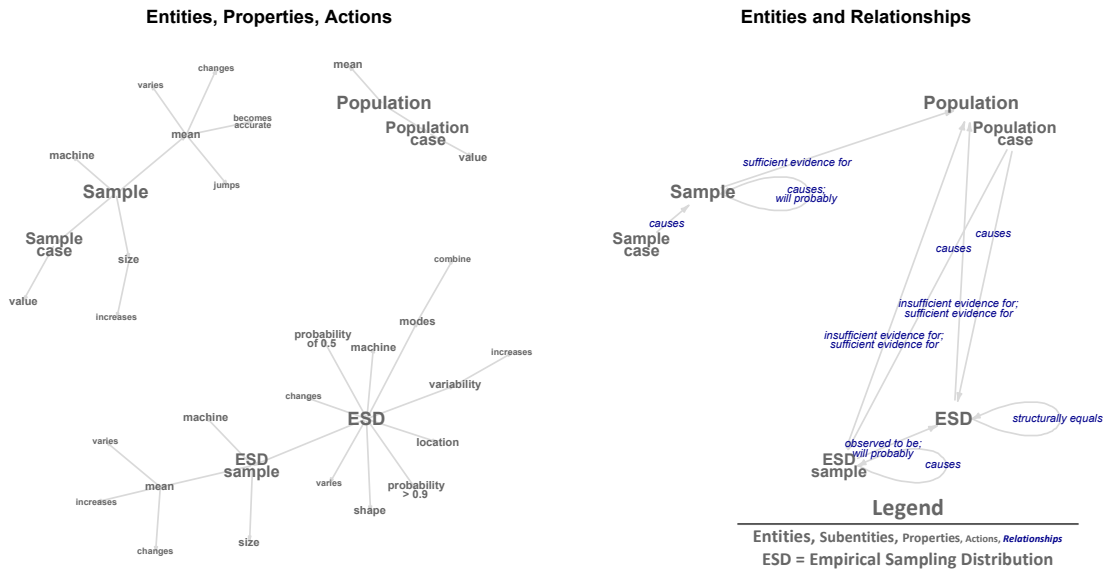 Entities, Properties, Actions
changes
varies
becomes
accurate
mean
machine
jumps
Sample
Sample
case
size
value
increases
mean
Population
Population
case
value
combine
modes
probability
of 0.5
machine
increases
variability
changes
ESD
machine
location
varies
ESD
sample
mean
varies
probability
> 0.9
increases
shape
size
changes
Entities and Relationships
Population
Population
case
sufficient evidence for
Sample
causes;
will probably
causes
Sample
case
causes
causes
insufficient evidence for;
sufficient evidence for
insufficient evidence for;
sufficient evidence for
ESD
structurally equals
observed to be;
will probably
ESD
sample
causes
Legend
Entities, Subentities, Properties, Actions, Relationships
ESD = Empirical Sampling Distribution